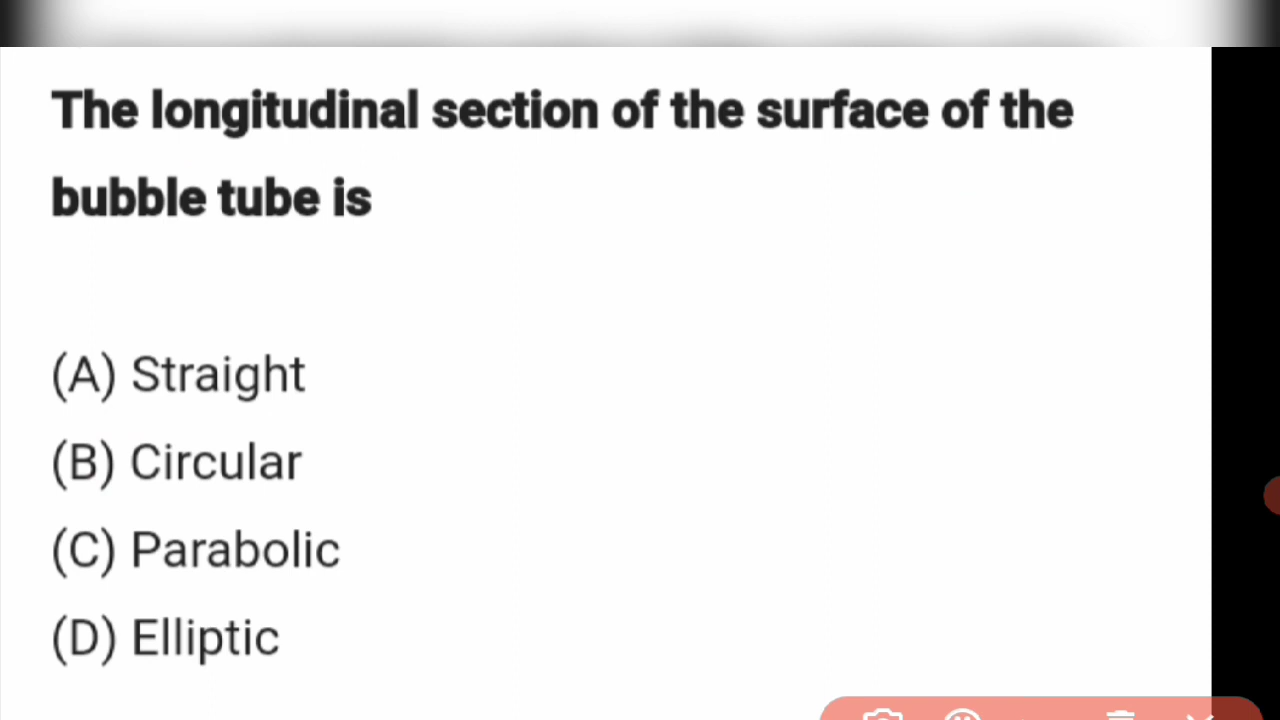 The longitudinal section of the surface of the
bubble tube is
(A) Straight
(B) Circular
(C) Parabolic
(D) Elliptic